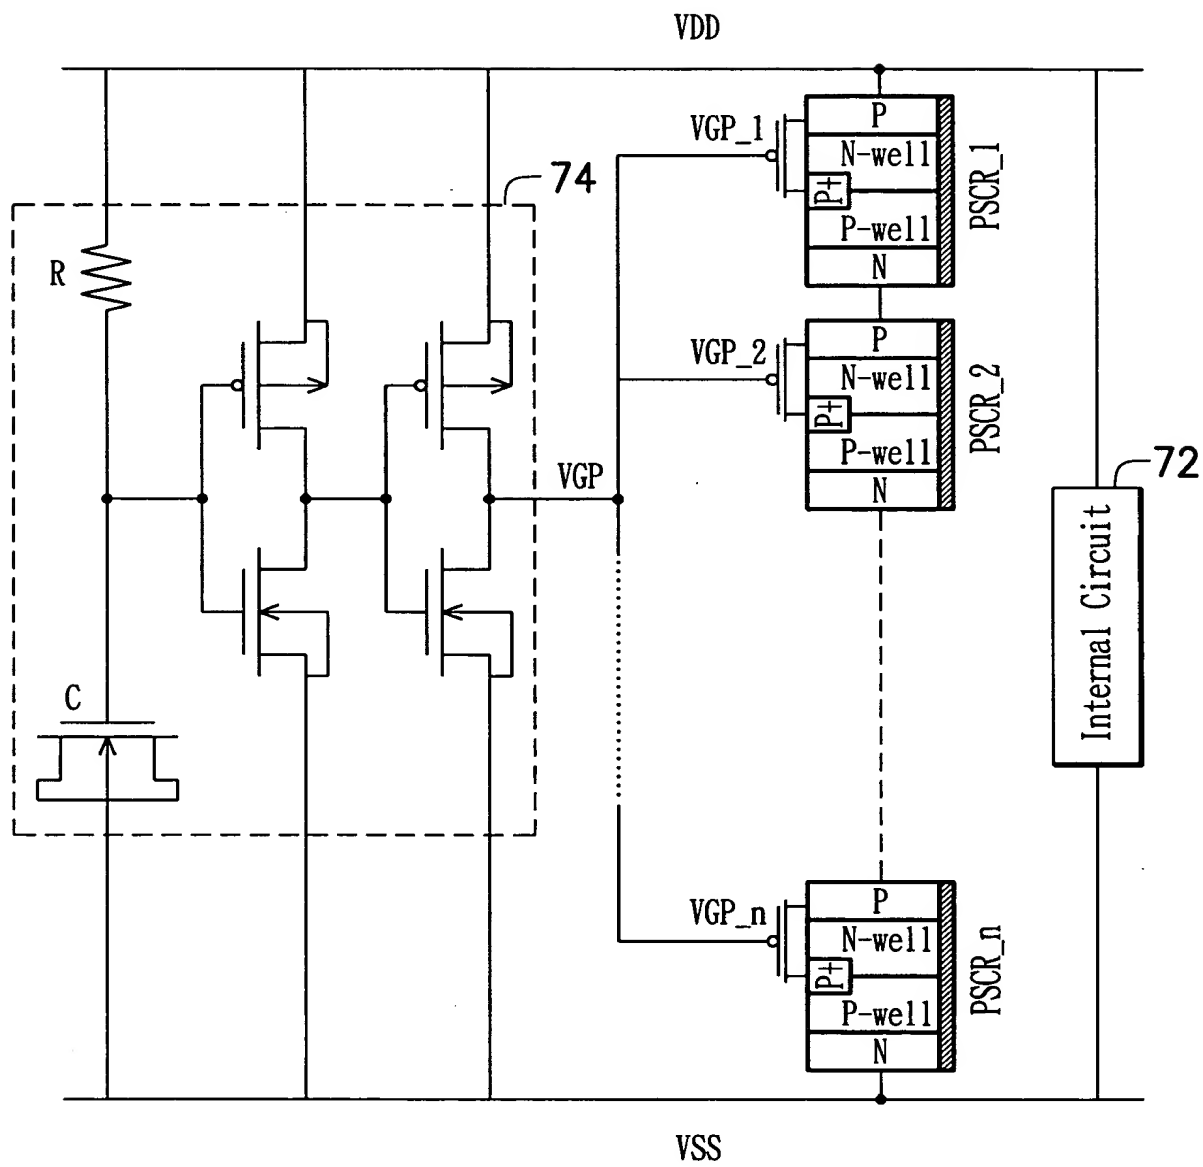 VDD
74
R
C
VGP
VGP_1
P
N-well
P+
P-well
N
PSCR_1
VGP_2
P
N-well
P+
P-well
N
PSCR_2
72
Internal Circuit
VGP_n
P
N-well
P+
P-well
N
PSCR_n
VSS